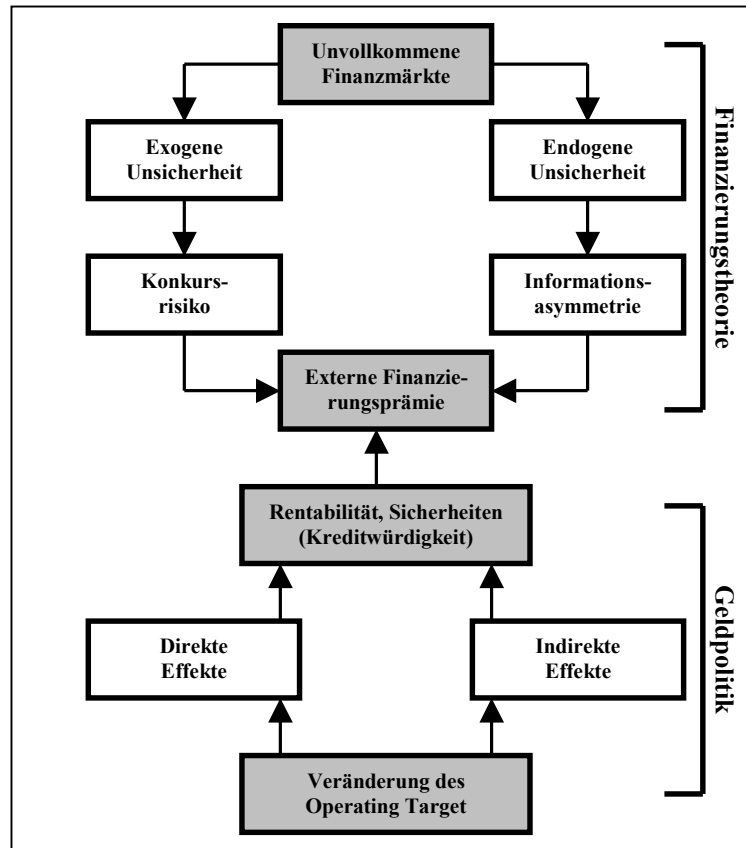 Unvollkommene
Finanzmärkte
Exogene
Unsicherheit
Endogene
Unsicherheit
Konkurs-
risiko
Informations-
asymmetrie
Externe Finanzie-
rungsprämie
Finanzierungstheorie
Rentabilität, Sicherheiten
(Kreditwürdigkeit)
Direkte
Effekte
Indirekte
Effekte
Veränderung des
Operating Target
Geldpolitik